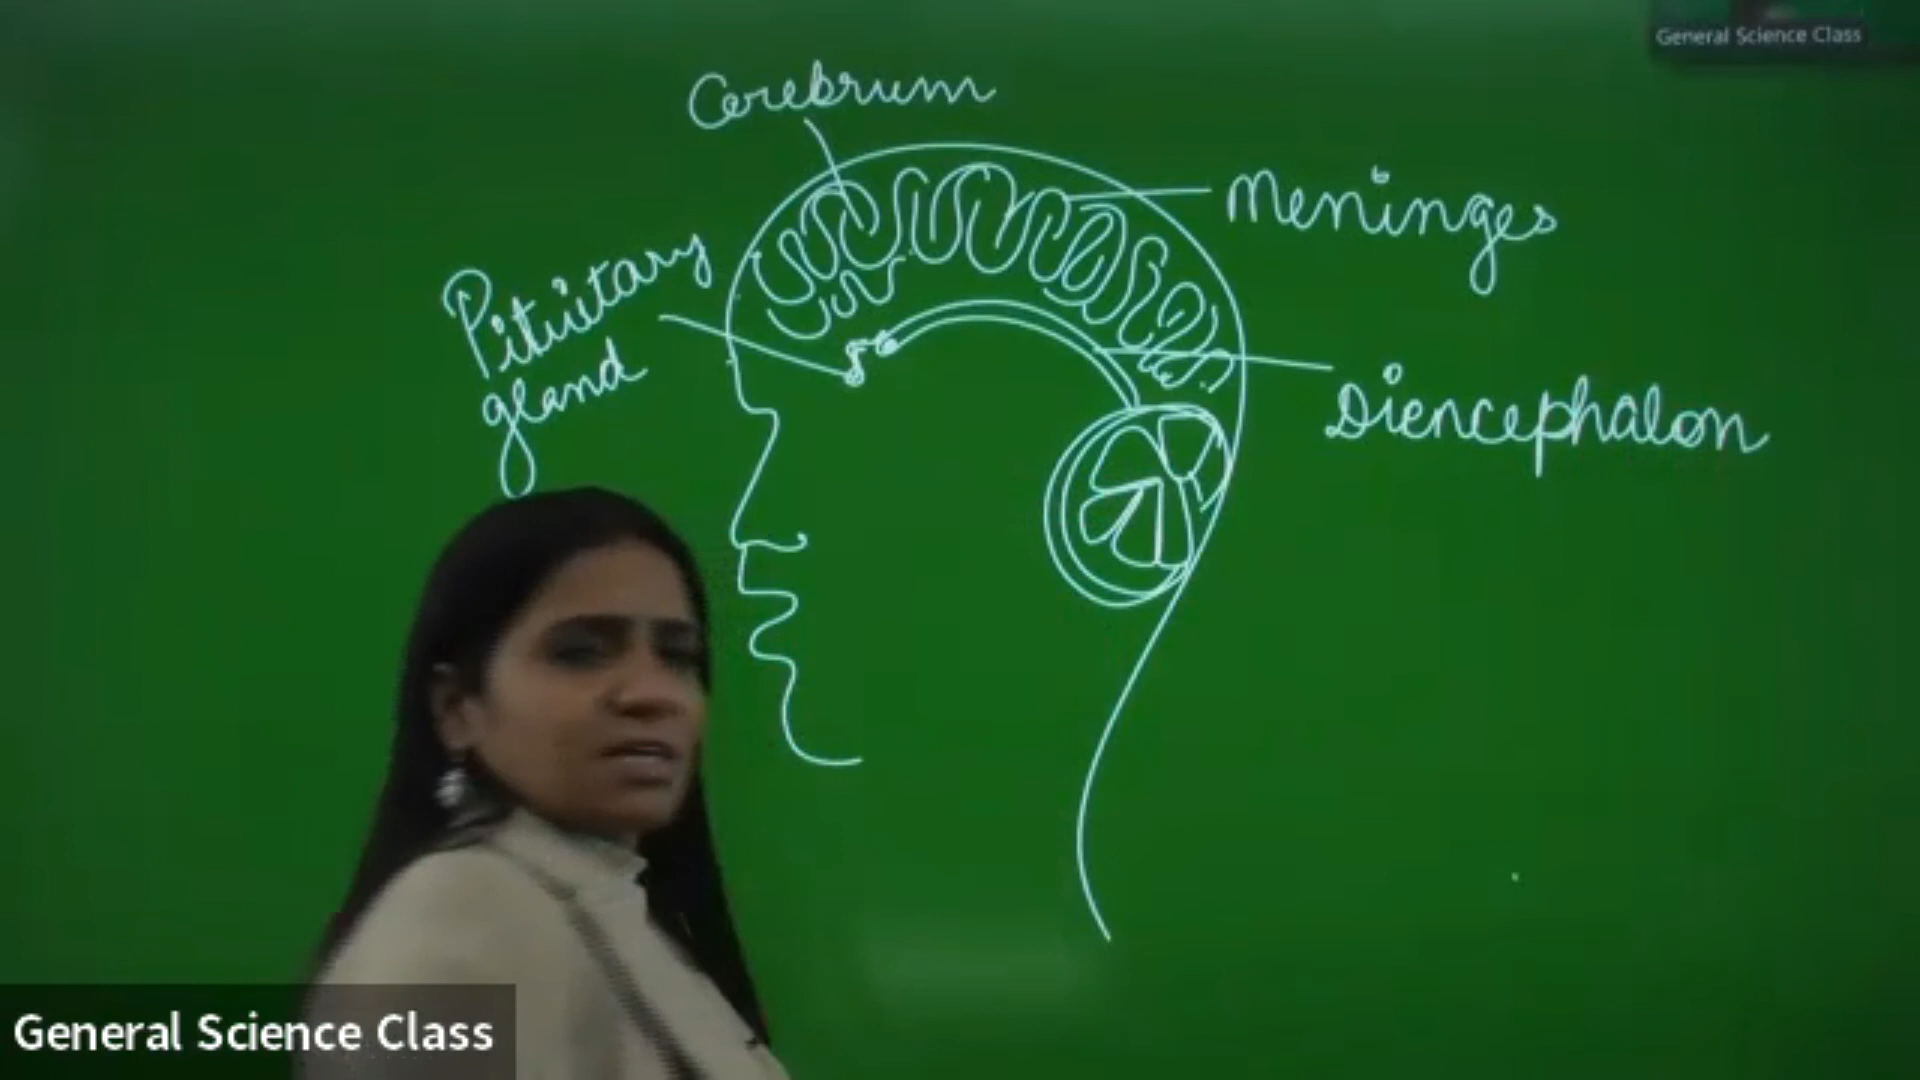 General Science Class
Cerebrum
Meninges
Pituitary
gland
Diencephalon
General Science Class